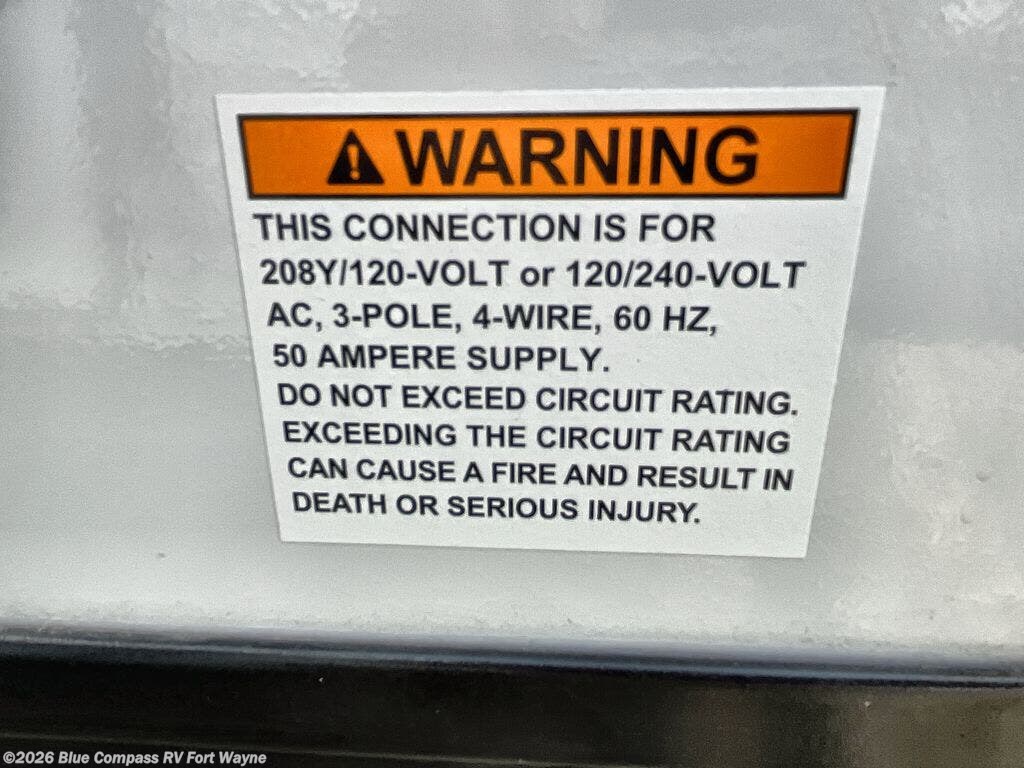 WARNING
THIS CONNECTION IS FOR
208Y/120-VOLT or 120/240-VOLT
AC, 3-POLE, 4-WIRE, 60 HZ,
50 AMPERE SUPPLY.
DO NOT EXCEED CIRCUIT RATING.
EXCEEDING THE CIRCUIT RATING
CAN CAUSE A FIRE AND RESULT IN
DEATH OR SERIOUS INJURY.
©2026 Blue Compass RV Fort Wayne